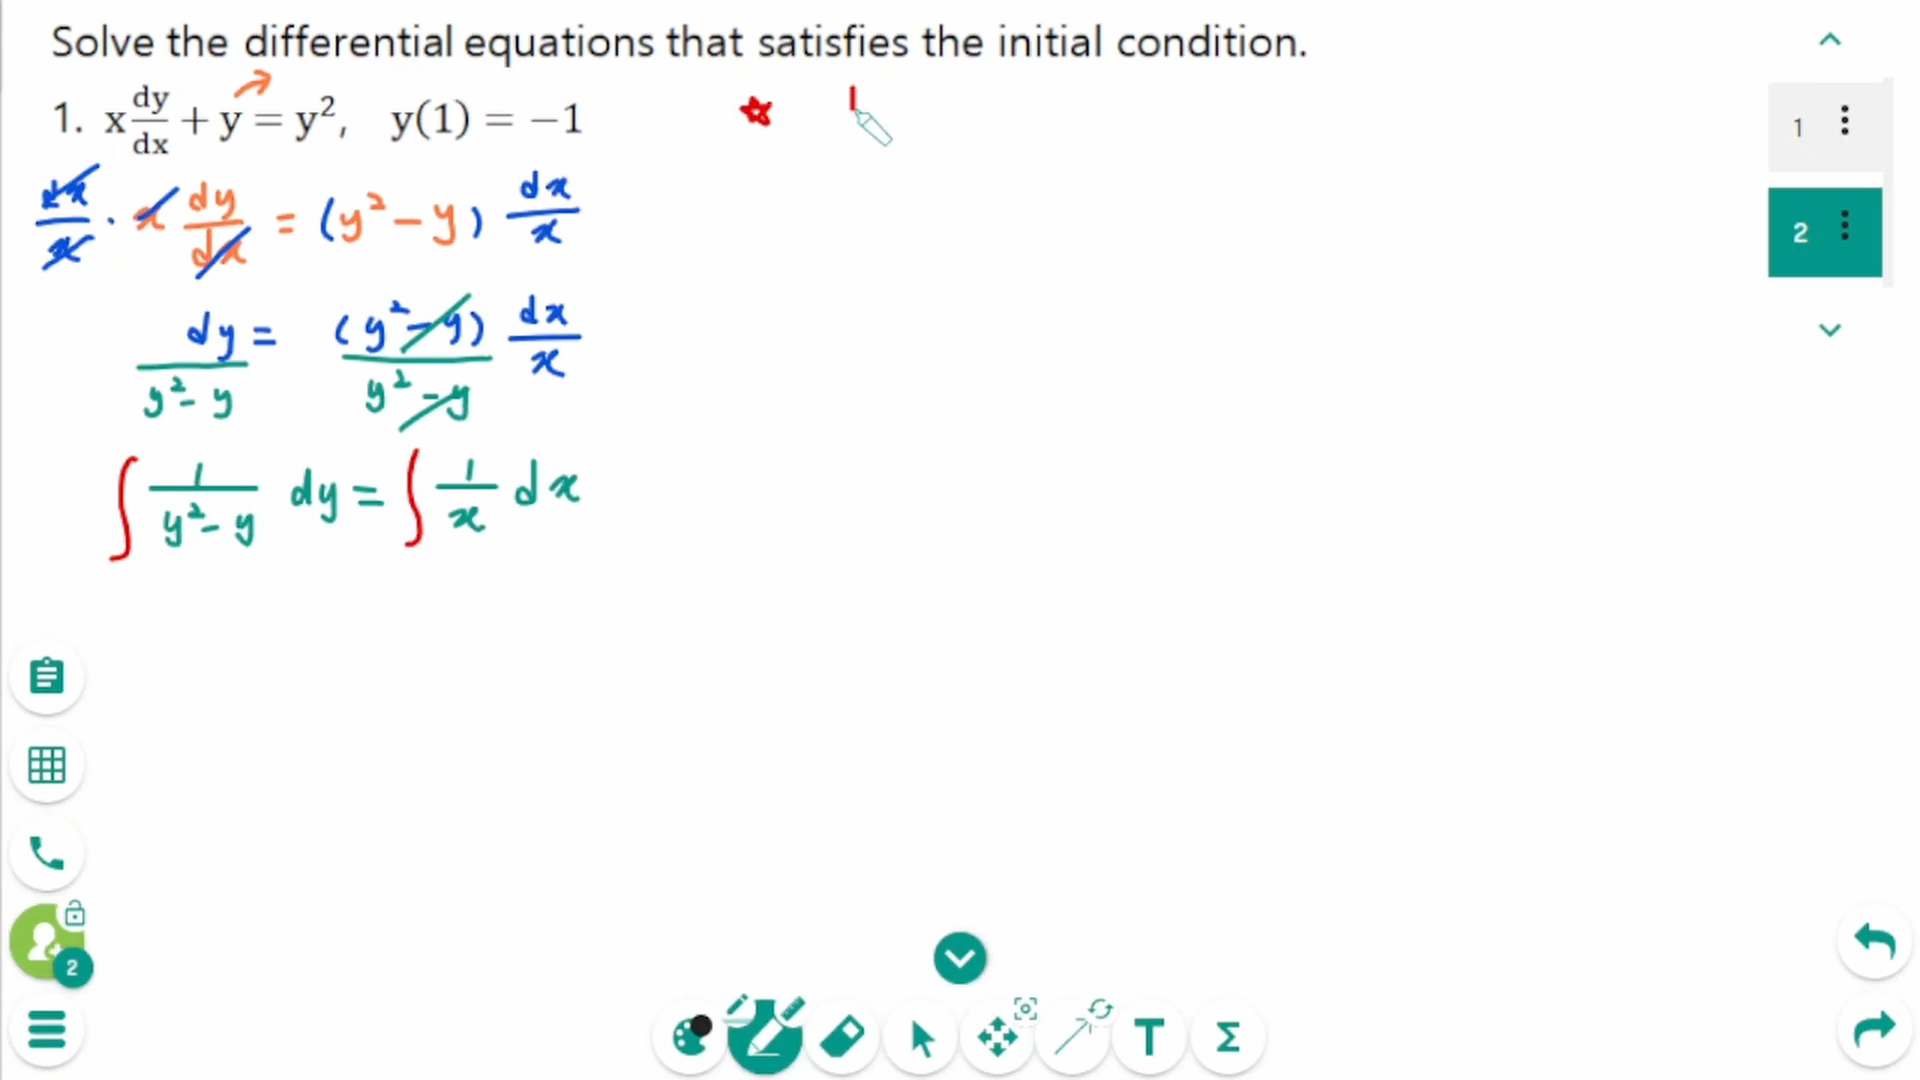 Solve the differential equations that satisfies the initial condition.
1. x dy/dx + y = y², y(1) = −1
dx/x · x dy/dx = (y² − y) dx/x
dy/(y² − y) = (y² − y)/(y² − y) dx/x
∫ 1/(y² − y) dy = ∫ 1/x dx
1
2
2
T
Σ